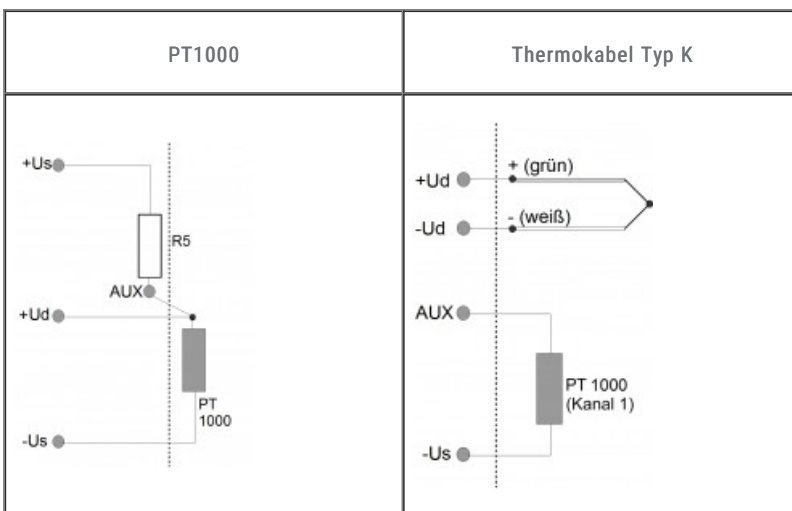 PT1000
Thermokabel Typ K
+Us
R5
AUX
+Ud
PT
1000
-Us
+ (grün)
+Ud
- (weiß)
-Ud
AUX
PT 1000
(Kanal 1)
-Us